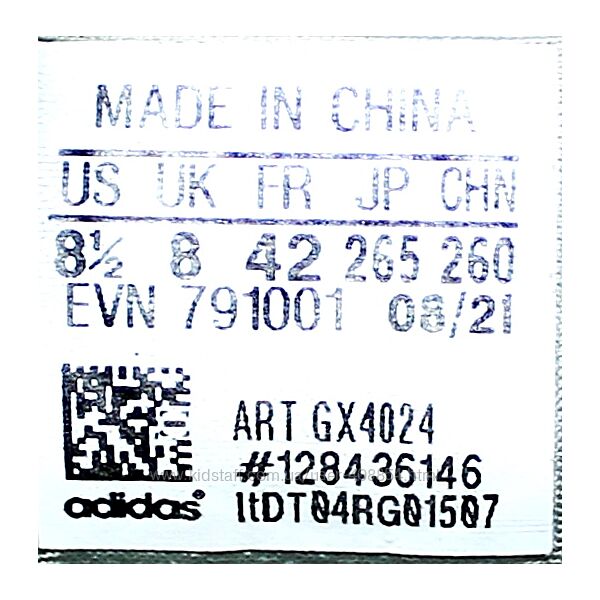 MADE IN CHINA
US UK FR JP CHN
8½ 8 42 265 260
EVN 791001 08/21
ART GX4024
#128436146
adidas®
ltDT04RG01507